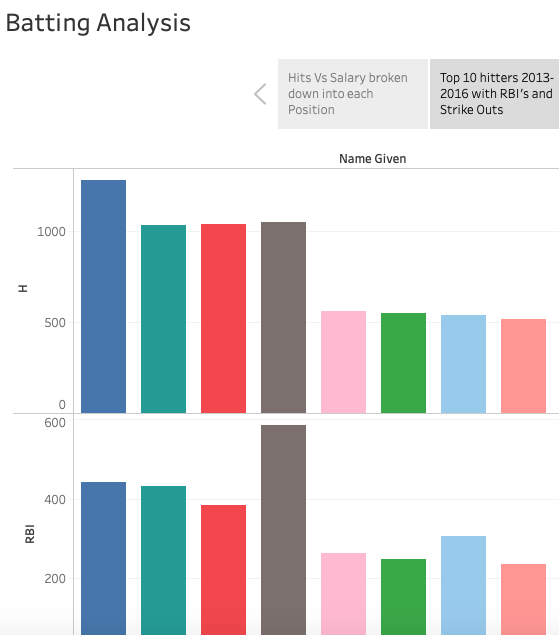 Batting Analysis
Hits Vs Salary broken
down into each
Position
Top 10 hitters 2013-
2016 with RBI's and
Strike Outs
Name Given
1000
H
500
0
600
400
RBI
200